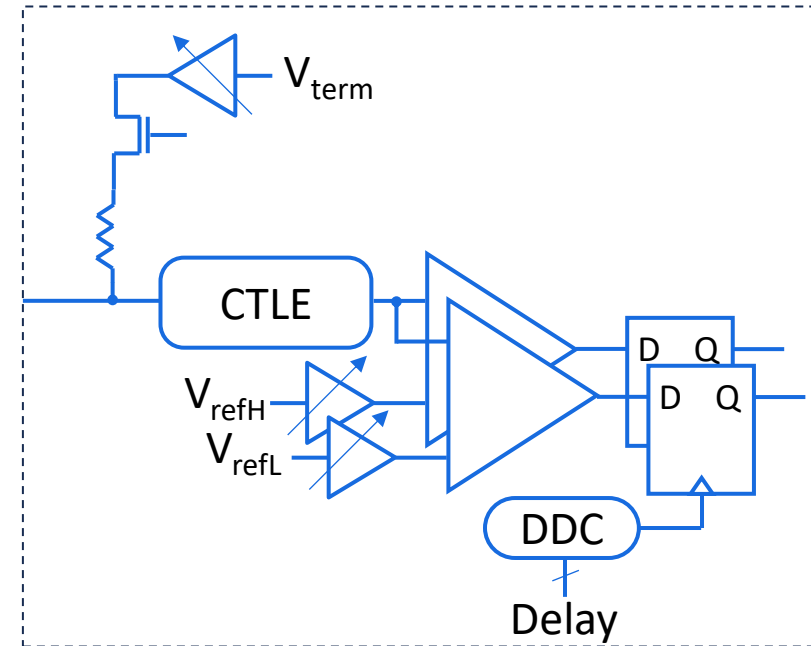 Vterm
CTLE
D Q
VrefH
D Q
VrefL
DDC
Delay